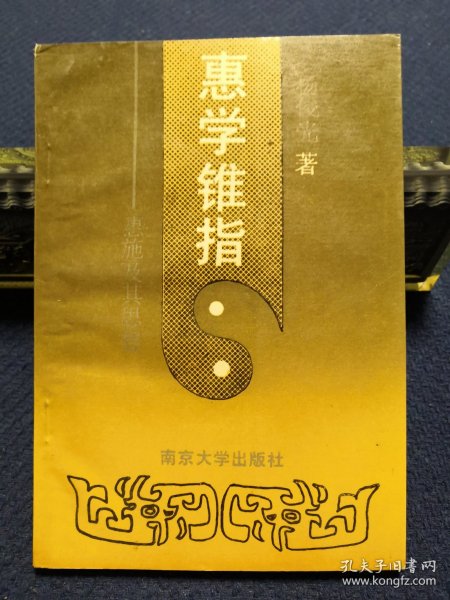 惠学锥指
著
——惠施及其思想
南京大学出版社
孔夫子旧书网
www.kongfz.com